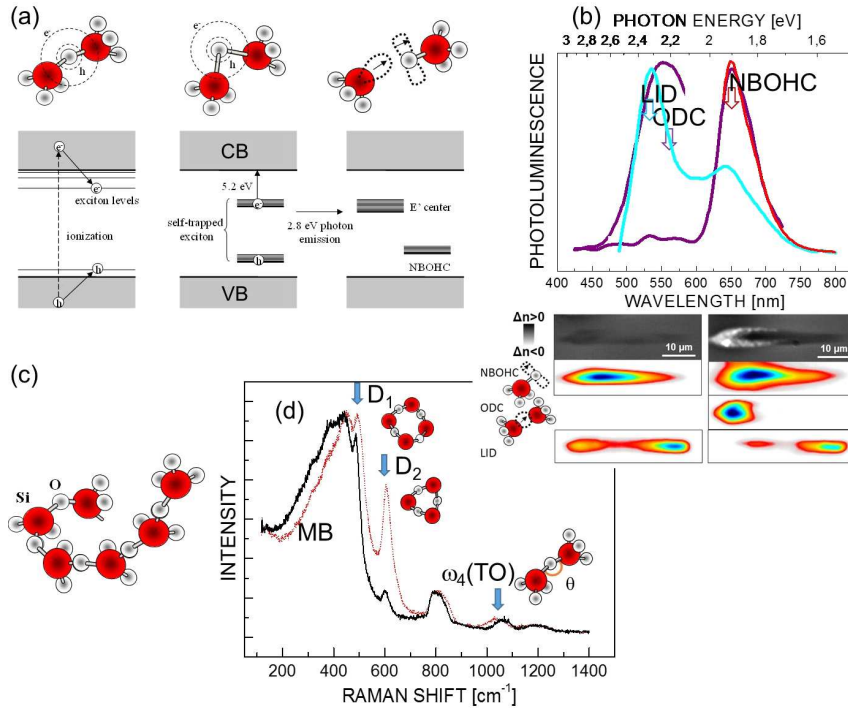 (a)
e-
h
e-
h
CB
e-
e-
exciton levels
ionization
h
h
5.2 eV
e-
self-trapped
exciton
h
VB
2.8 eV photon
emission
E' center
NBOHC
(b)
PHOTON ENERGY [eV]
3 2,8 2,6 2,4 2,2 2 1,8 1,6
PHOTOLUMINESCENCE
LID
ODC
NBOHC
400 450 500 550 600 650 700 750 800
WAVELENGTH [nm]
Δn>0
Δn<0
10 µm
10 µm
NBOHC
ODC
LID
(c)
Si
O
(d)
D1
D2
MB
ω4(TO)
θ
INTENSITY
200 400 600 800 1000 1200 1400
RAMAN SHIFT [cm-1]